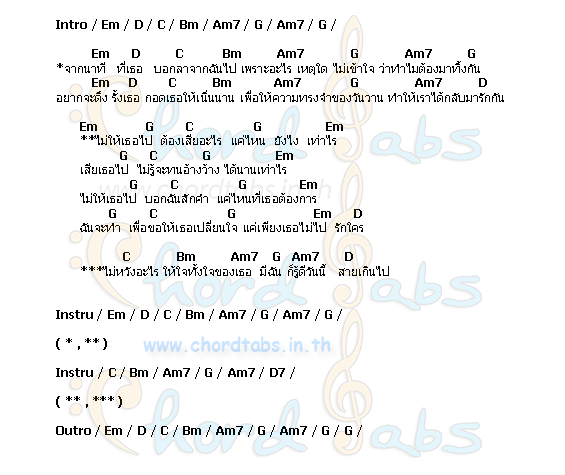 Intro / Em / D / C / Bm / Am7 / G / Am7 / G /
Em D C Bm Am7 G Am7 G
*จากนาที ที่เธอ บอกลาจากฉันไป เพราะอะไร เหตุใด ไม่เข้าใจ ว่าทำไมต้องมาทิ้งกัน
Em D C Bm Am7 G Am7 D
อยากจะดึง รั้งเธอ กอดเธอให้เนิ่นนาน เพื่อให้ความทรงจำของวันวาน ทำให้เราได้กลับมารักกัน
Em G C G Em
**ไม่ให้เธอไป ต้องเสียอะไร แค่ไหน ยังไง เท่าไร
G C G Em
เสียเธอไป ไม่รู้จะทนอ้างว้าง ได้นานเท่าไร
G C G Em
ไม่ให้เธอไป บอกฉันสักคำ แค่ไหนที่เธอต้องการ
G C G Em D
ฉันจะทำ เพื่อขอให้เธอเปลี่ยนใจ แค่เพียงเธอไม่ไป รักใคร
C Bm Am7 G Am7 D
***ไม่หวังอะไร ให้ใจทั้งใจของเธอ มีฉัน ก็รู้ดีวันนี้ สายเกินไป
Instru / Em / D / C / Bm / Am7 / G / Am7 / G /
( * , ** )
www.chordtabs.in.th
Instru / C / Bm / Am7 / G / Am7 / D7 /
( ** , *** )
Outro / Em / D / C / Bm / Am7 / G / Am7 / G / G /